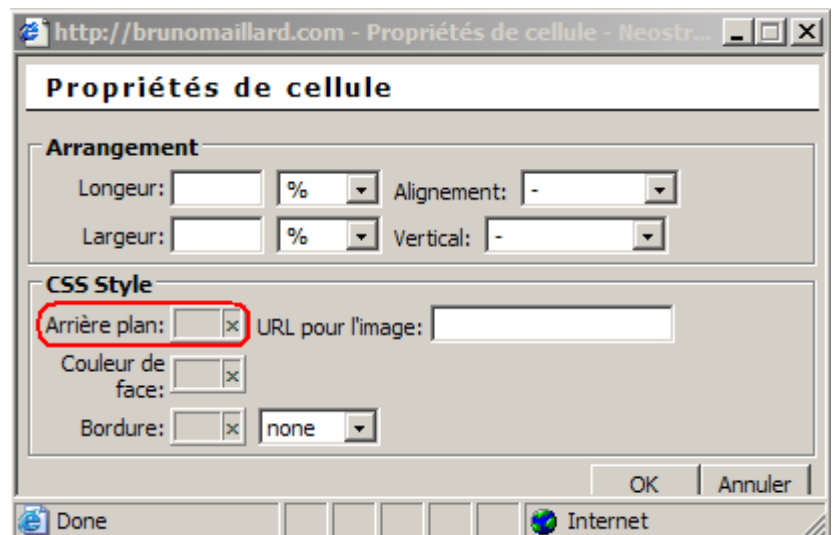 http://brunomaillard.com - Propriétés de cellule - Neostr...
Propriétés de cellule
Arrangement
Longeur: % Alignement: -
Largeur: % Vertical: -
CSS Style
Arrière plan: x URL pour l'image:
Couleur de
face: x
Bordure: x none
OK Annuler
Done Internet